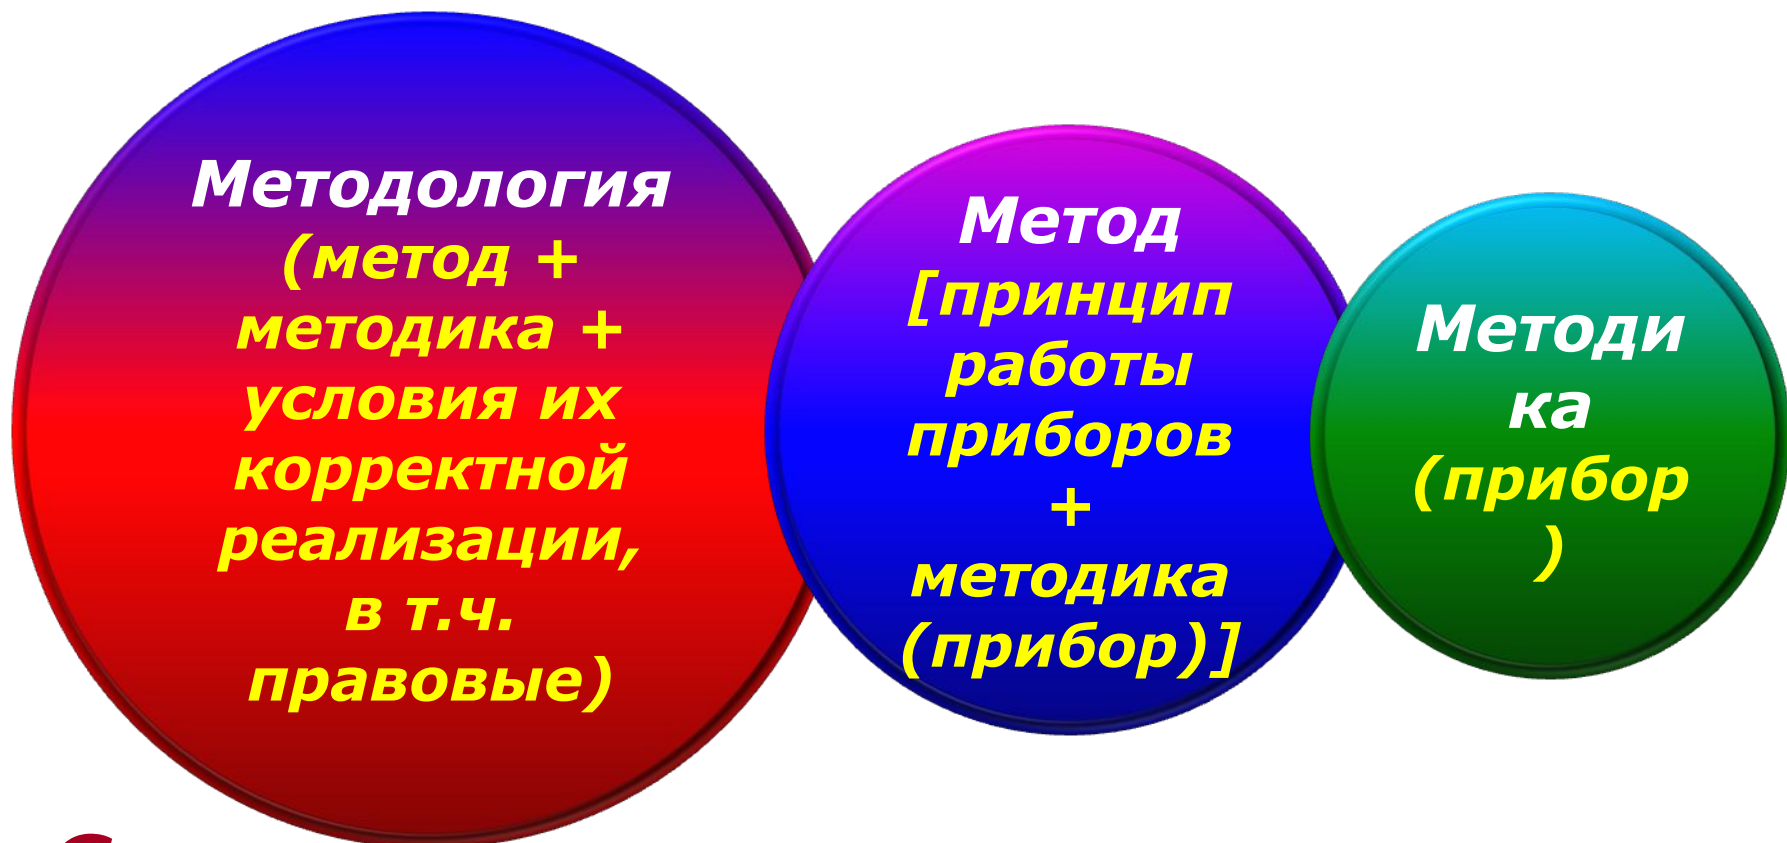 Методология
(метод +
методика +
условия их
корректной
реализации,
в т.ч.
правовые)
Метод
[принцип
работы
приборов
+
методика
(прибор)]
Методи
ка
(прибор
)